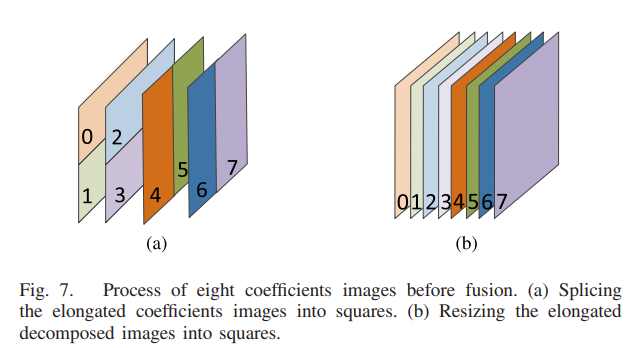 0 2
1 3 4 5 6 7
01234567
(a) (b)
Fig. 7. Process of eight coefficients images before fusion. (a) Splicing
the elongated coefficients images into squares. (b) Resizing the elongated
decomposed images into squares.